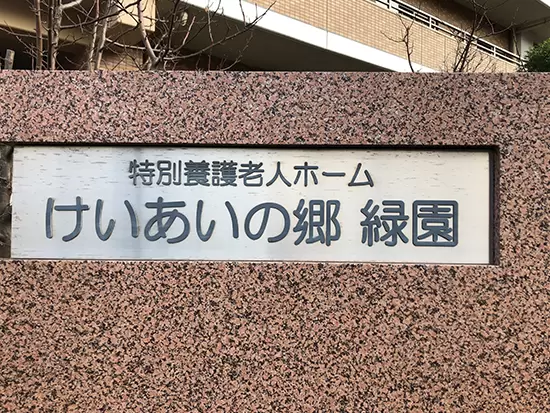 特別養護老人ホーム
けいあいの郷 緑園